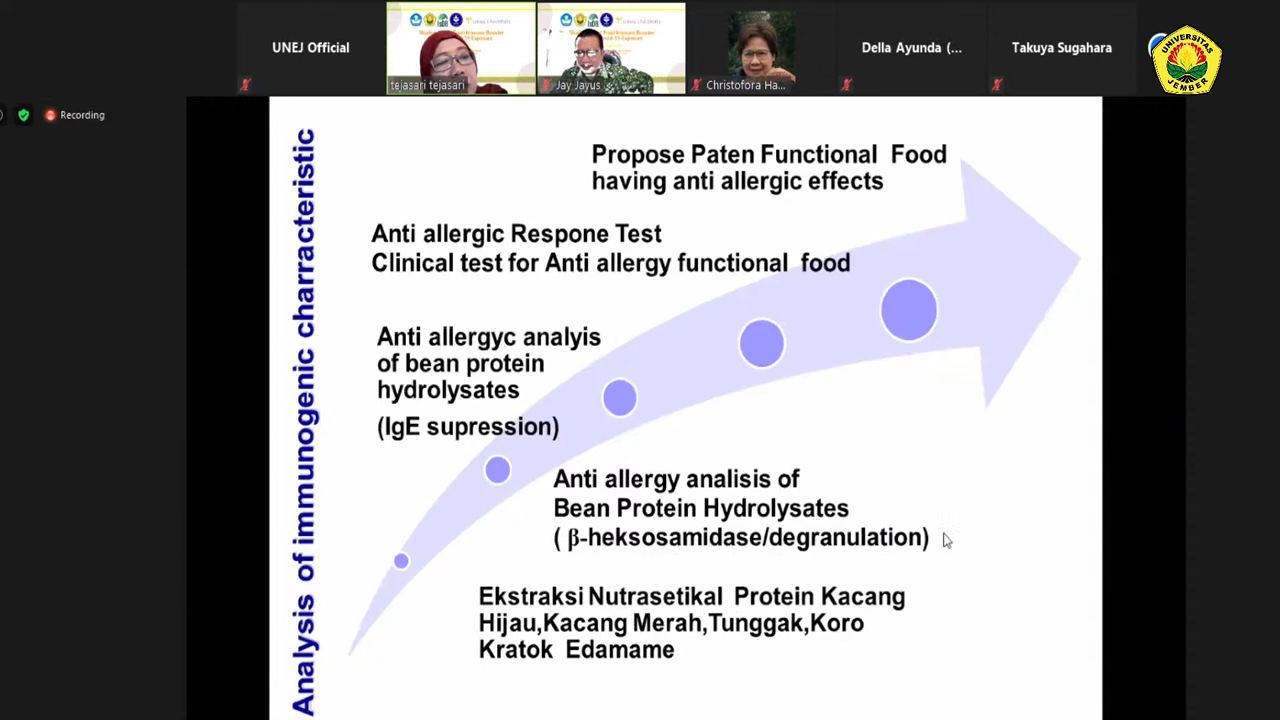 UNEJ Official
tejasari tejasari
Jay Jayus
Christofora Ha...
Della Ayunda (...
Takuya Sugahara
UNIVERSITAS
JEMBER
Recording
Analysis of immunogenic charracteristic
Propose Paten Functional Food
having anti allergic effects
Anti allergic Respone Test
Clinical test for Anti allergy functional food
Anti allergyc analyis
of bean protein
hydrolysates
(IgE supression)
Anti allergy analisis of
Bean Protein Hydrolysates
( β-heksosamidase/degranulation)
Ekstraksi Nutrasetikal Protein Kacang
Hijau,Kacang Merah,Tunggak,Koro
Kratok Edamame